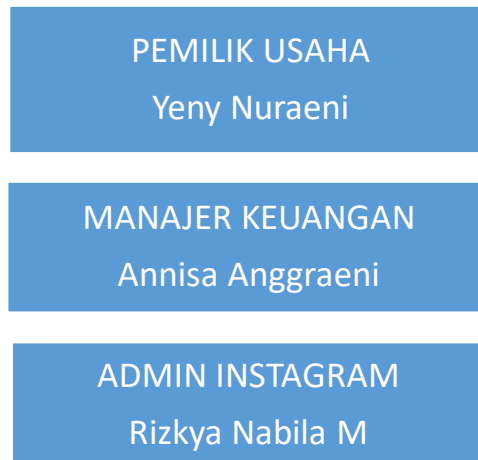 PEMILIK USAHA
Yeny Nuraeni
MANAJER KEUANGAN
Annisa Anggraeni
ADMIN INSTAGRAM
Rizkya Nabila M